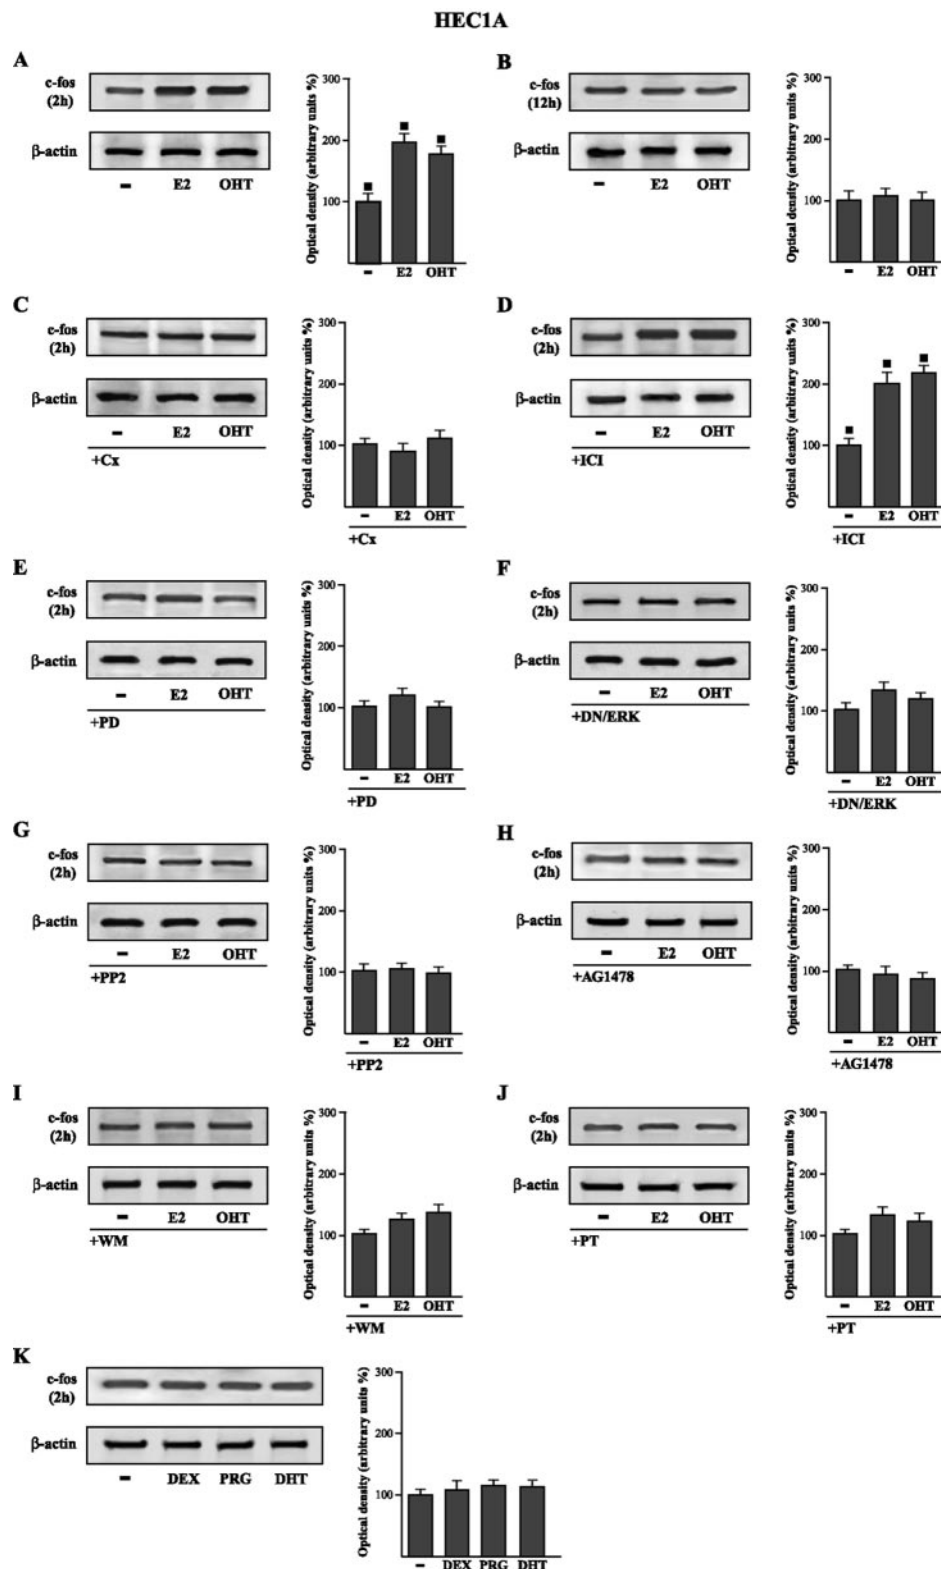 HEC1A
A
c-fos
(2h)
β-actin
– E2 OHT
Optical density (arbitrary units %)
300
200
100
– E2 OHT
B
c-fos
(12h)
β-actin
– E2 OHT
Optical density (arbitrary units %)
300
200
100
– E2 OHT
C
c-fos
(2h)
β-actin
– E2 OHT
+Cx
Optical density (arbitrary units %)
300
200
100
– E2 OHT
+Cx
D
c-fos
(2h)
β-actin
– E2 OHT
+ICI
Optical density (arbitrary units %)
300
200
100
– E2 OHT
+ICI
E
c-fos
(2h)
β-actin
– E2 OHT
+PD
Optical density (arbitrary units %)
300
200
100
– E2 OHT
+PD
F
c-fos
(2h)
β-actin
– E2 OHT
+DN/ERK
Optical density (arbitrary units %)
300
200
100
– E2 OHT
+DN/ERK
G
c-fos
(2h)
β-actin
– E2 OHT
+PP2
Optical density (arbitrary units %)
300
200
100
– E2 OHT
+PP2
H
c-fos
(2h)
β-actin
– E2 OHT
+AG1478
Optical density (arbitrary units %)
300
200
100
– E2 OHT
+AG1478
I
c-fos
(2h)
β-actin
– E2 OHT
+WM
Optical density (arbitrary units %)
300
200
100
– E2 OHT
+WM
J
c-fos
(2h)
β-actin
– E2 OHT
+PT
Optical density (arbitrary units %)
300
200
100
– E2 OHT
+PT
K
c-fos
(2h)
β-actin
– DEX PRG DHT
Optical density (arbitrary units %)
300
200
100
– DEX PRG DHT